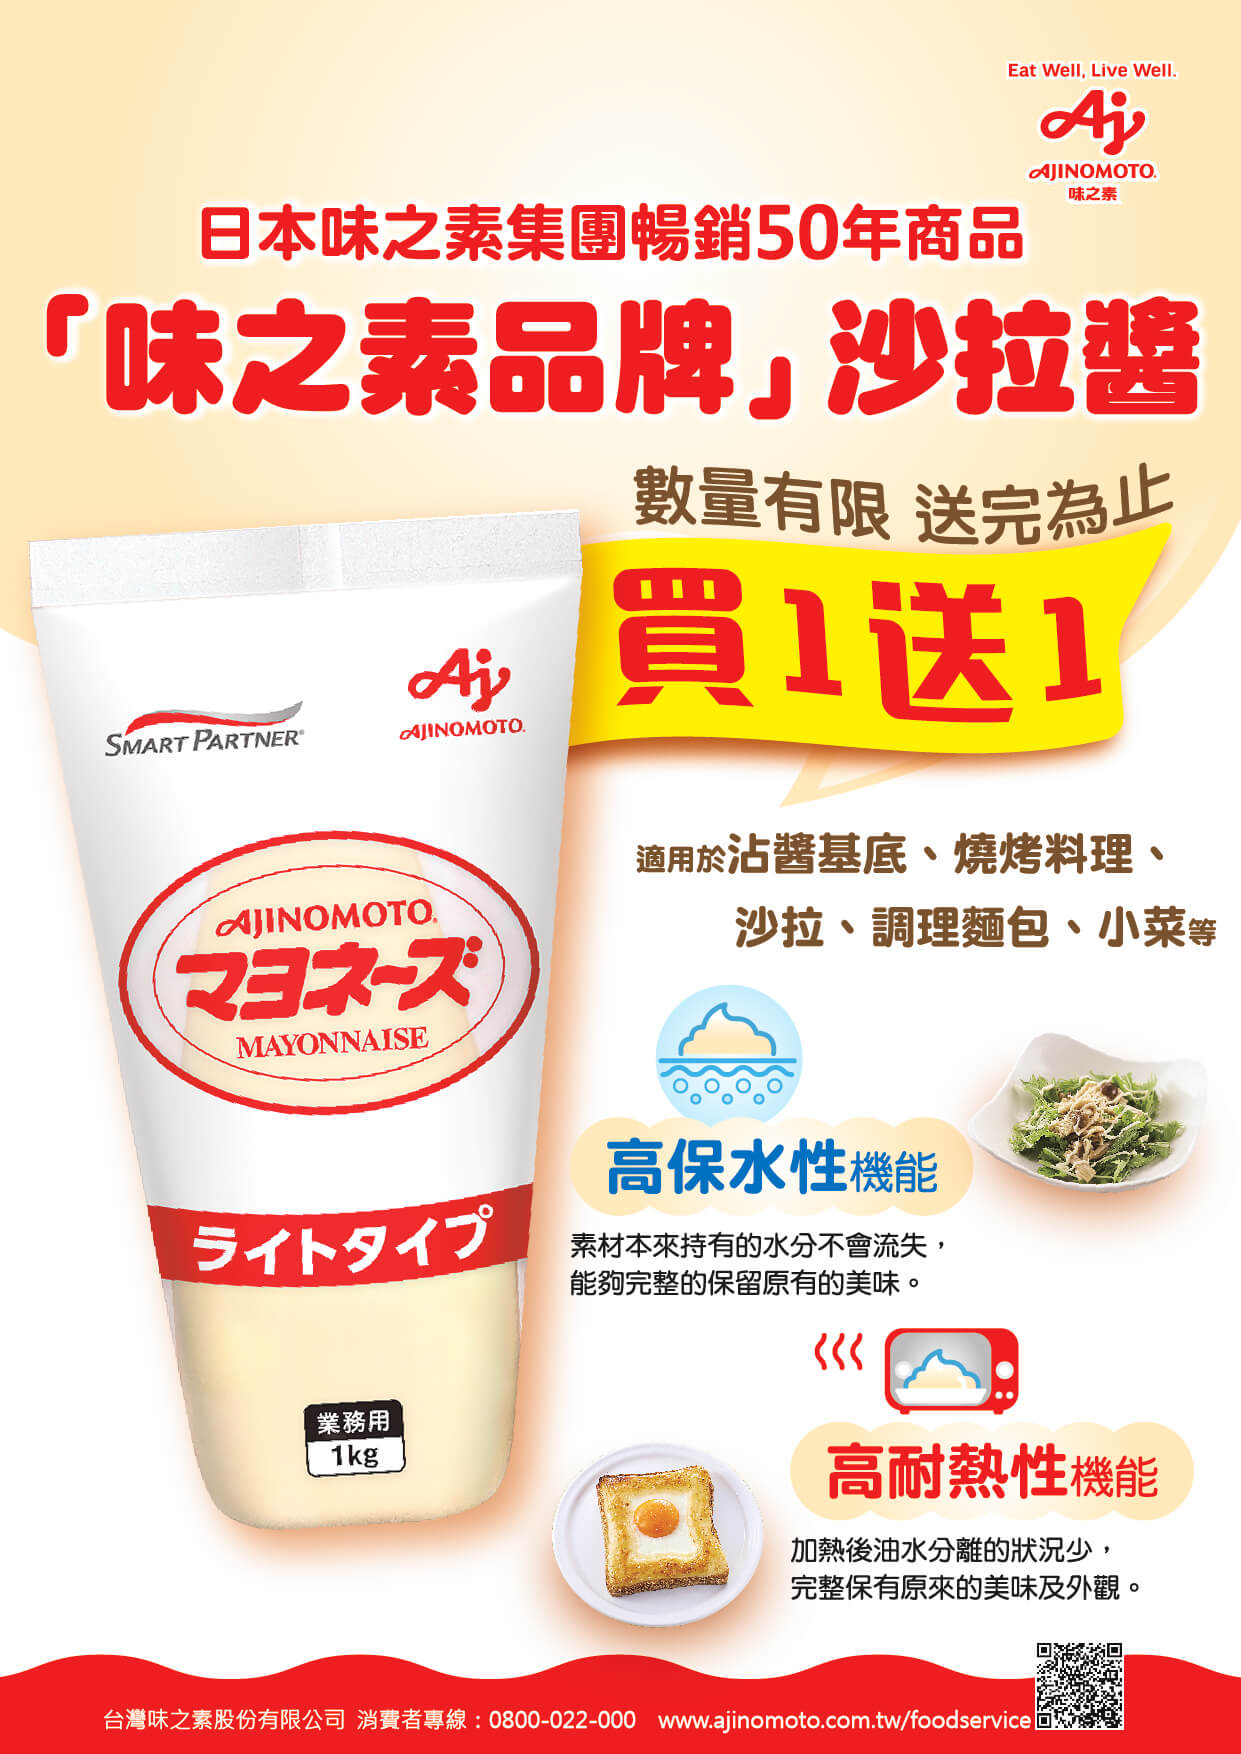 Eat Well, Live Well.
Aj
AJINOMOTO®
味之素
日本味之素集團暢銷50年商品
「味之素品牌」沙拉醬
數量有限 送完為止
買1送1
SMART PARTNER®
Aj
AJINOMOTO®
AJINOMOTO®
マヨネーズ
MAYONNAISE
ライトタイプ
業務用
1kg
適用於沾醬基底、燒烤料理、
沙拉、調理麵包、小菜等
高保水性機能
素材本來持有的水分不會流失，
能夠完整的保留原有的美味。
高耐熱性機能
加熱後油水分離的狀況少，
完整保有原來的美味及外觀。
台灣味之素股份有限公司 消費者專線：0800-022-000 www.ajinomoto.com.tw/foodservice